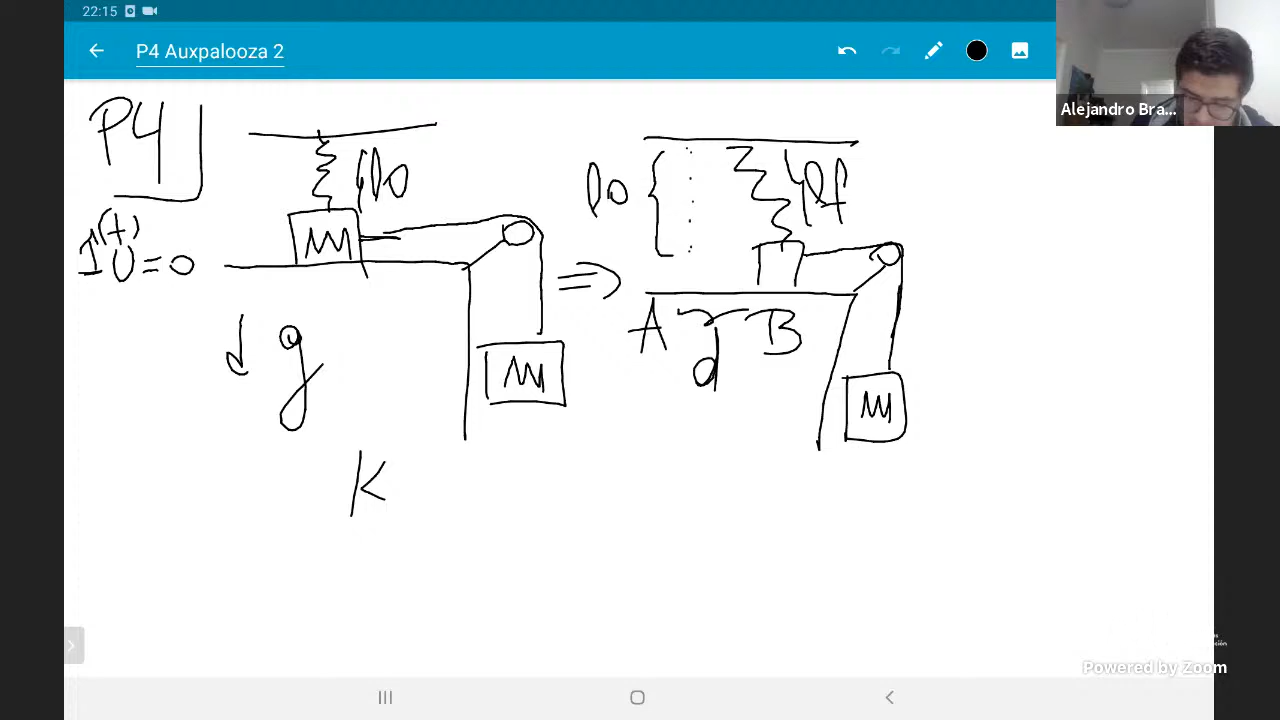 22:15
P4 Auxpalooza 2
Alejandro Bra...
P4
lo
lo
lf
(t)
v=0
g
A
d
B
m
m
m
K
Powered by Zoom